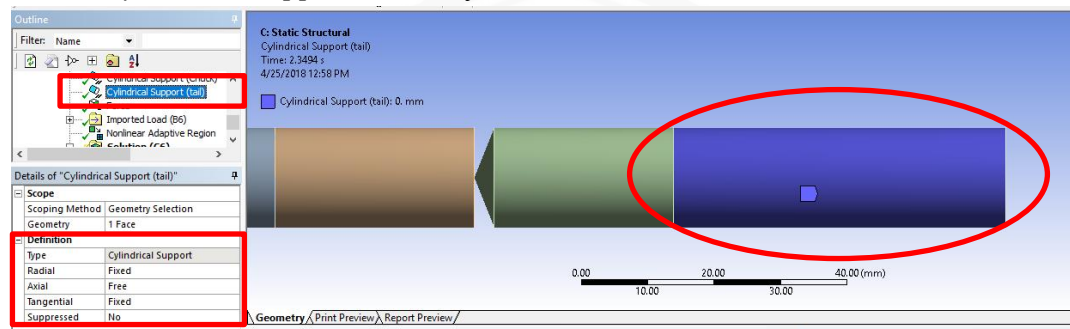 Outline
Filter: Name
Cylindrical Support (Chuck)
Cylindrical Support (tail)
Imported Load (B6)
Nonlinear Adaptive Region
Solution (C6)
Details of "Cylindrical Support (tail)"
Scope
Scoping Method Geometry Selection
Geometry 1 Face
Definition
Type Cylindrical Support
Radial Fixed
Axial Free
Tangential Fixed
Suppressed No
C: Static Structural
Cylindrical Support (tail)
Time: 2.3494 s
4/25/2018 12:58 PM
Cylindrical Support (tail): 0. mm
0.00 20.00 40.00 (mm)
10.00 30.00
Geometry Print Preview Report Preview